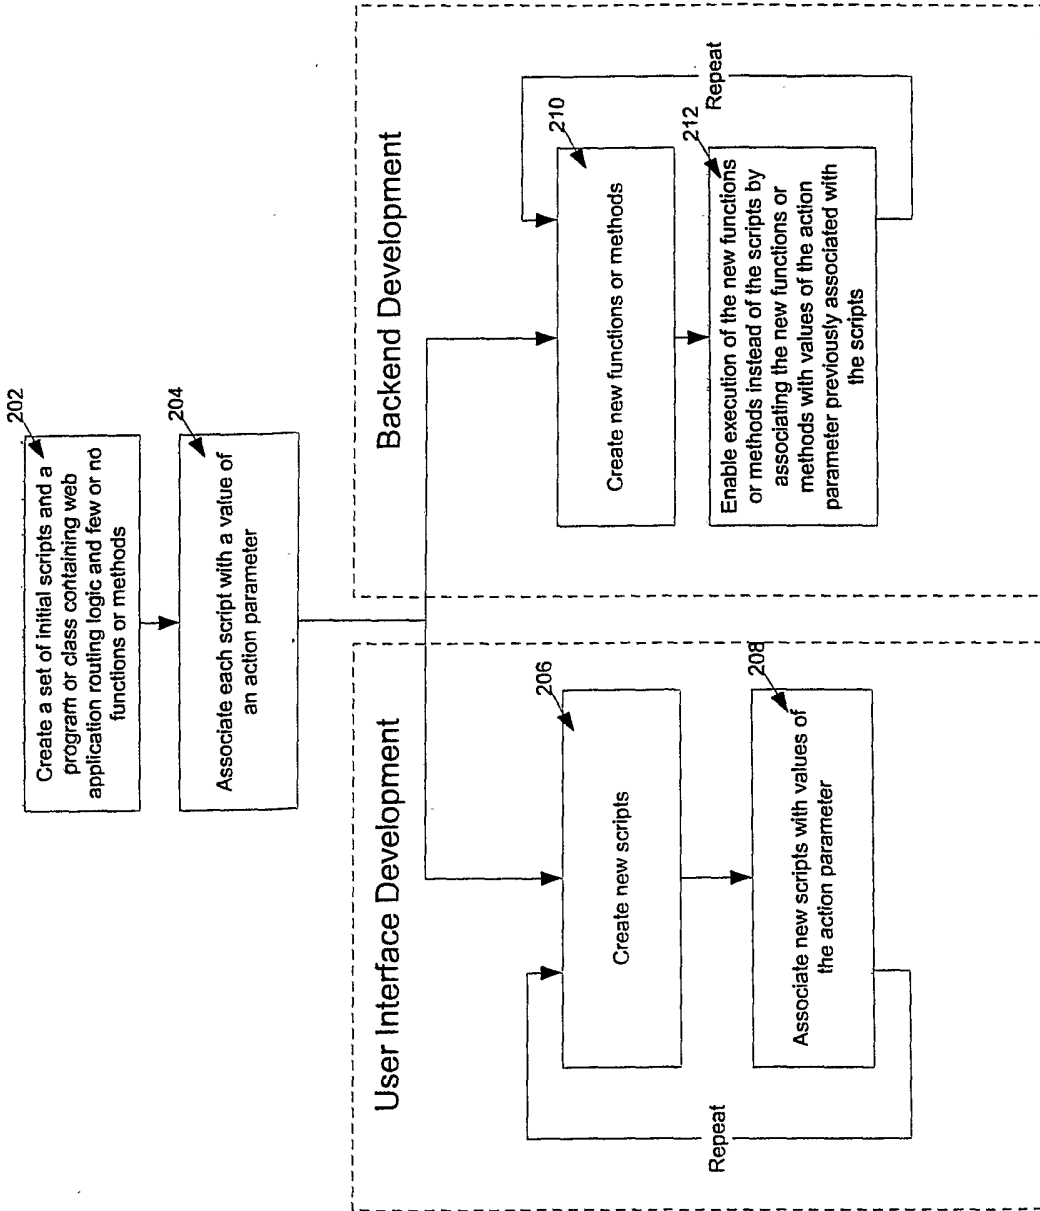 202
Create a set of initial scripts and a
program or class containing web
application routing logic and few or no
functions or methods
204
Associate each script with a value of
an action parameter
User Interface Development
206
Create new scripts
208
Associate new scripts with values of
the action parameter
Repeat
Backend Development
210
Create new functions or methods
212
Enable execution of the new functions
or methods instead of the scripts by
associating the new functions or
methods with values of the action
parameter previously associated with
the scripts
Repeat